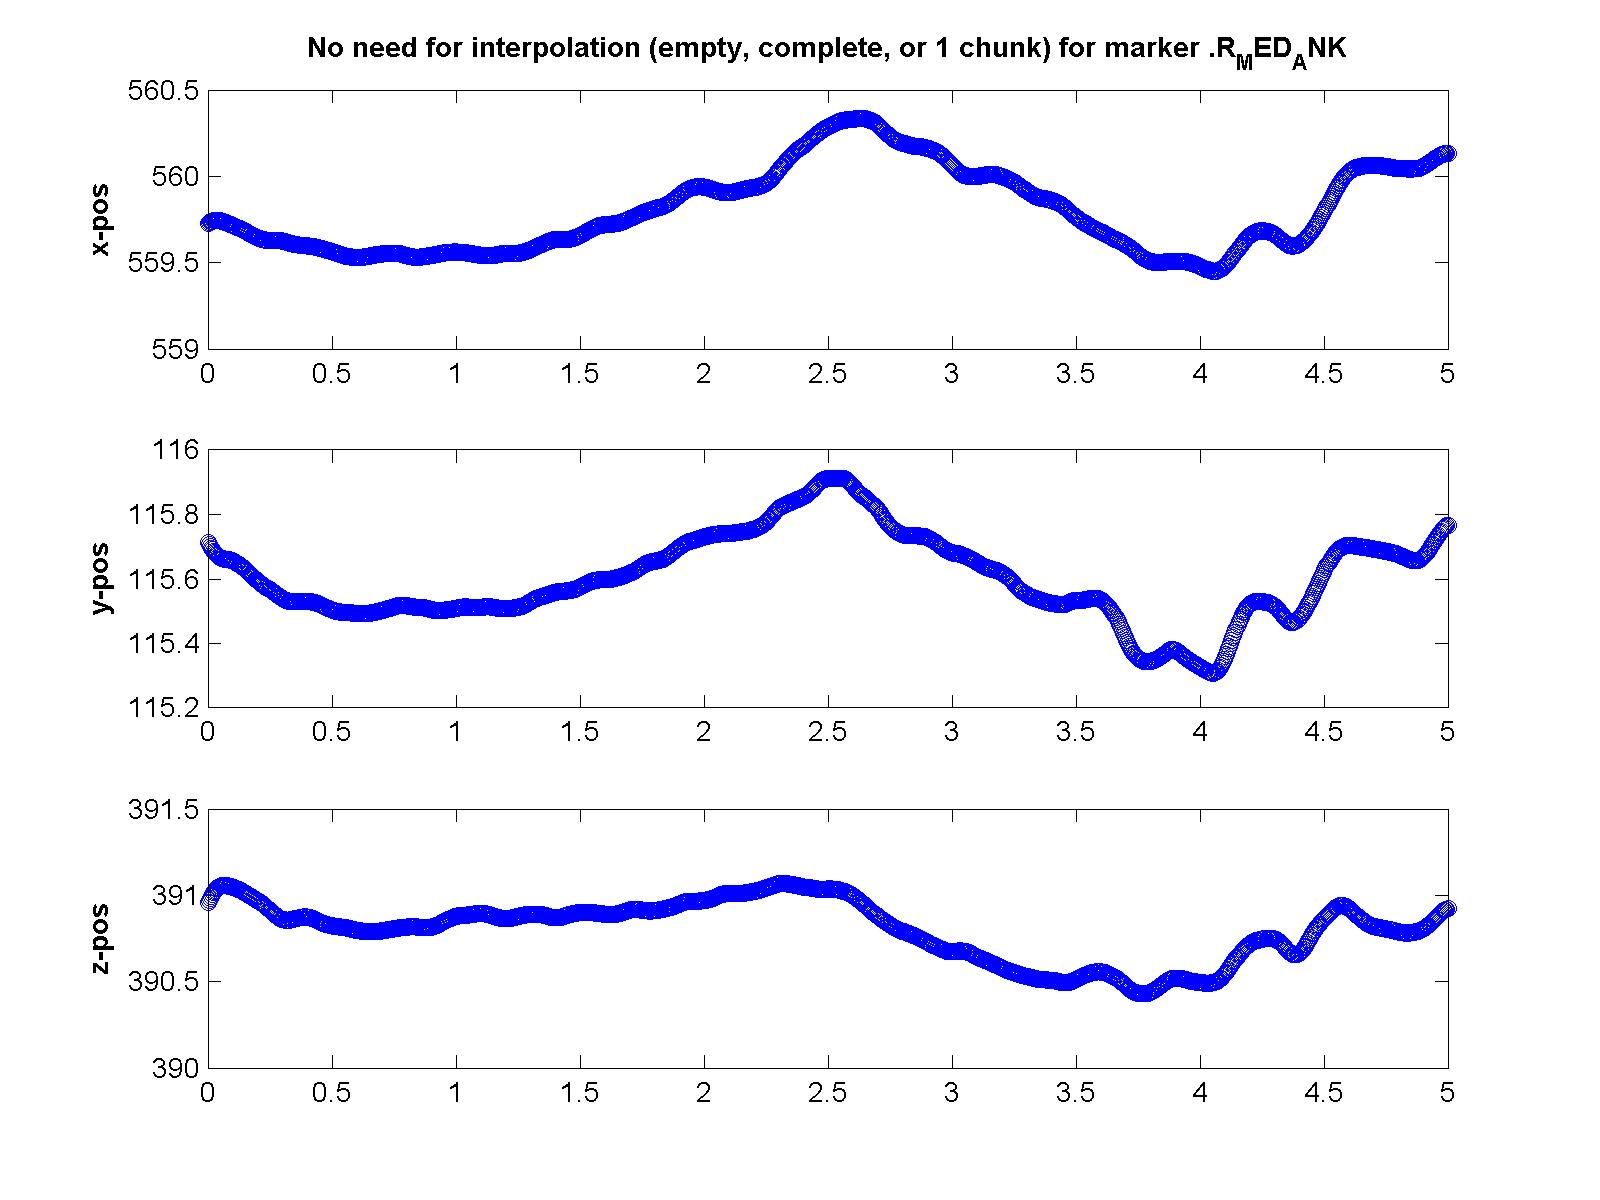 No need for interpolation (empty, complete, or 1 chunk) for marker .R_MED_ANK
560.5
560
559.5
559
x-pos
0 0.5 1 1.5 2 2.5 3 3.5 4 4.5 5
116
115.8
115.6
115.4
115.2
y-pos
0 0.5 1 1.5 2 2.5 3 3.5 4 4.5 5
391.5
391
390.5
390
z-pos
0 0.5 1 1.5 2 2.5 3 3.5 4 4.5 5